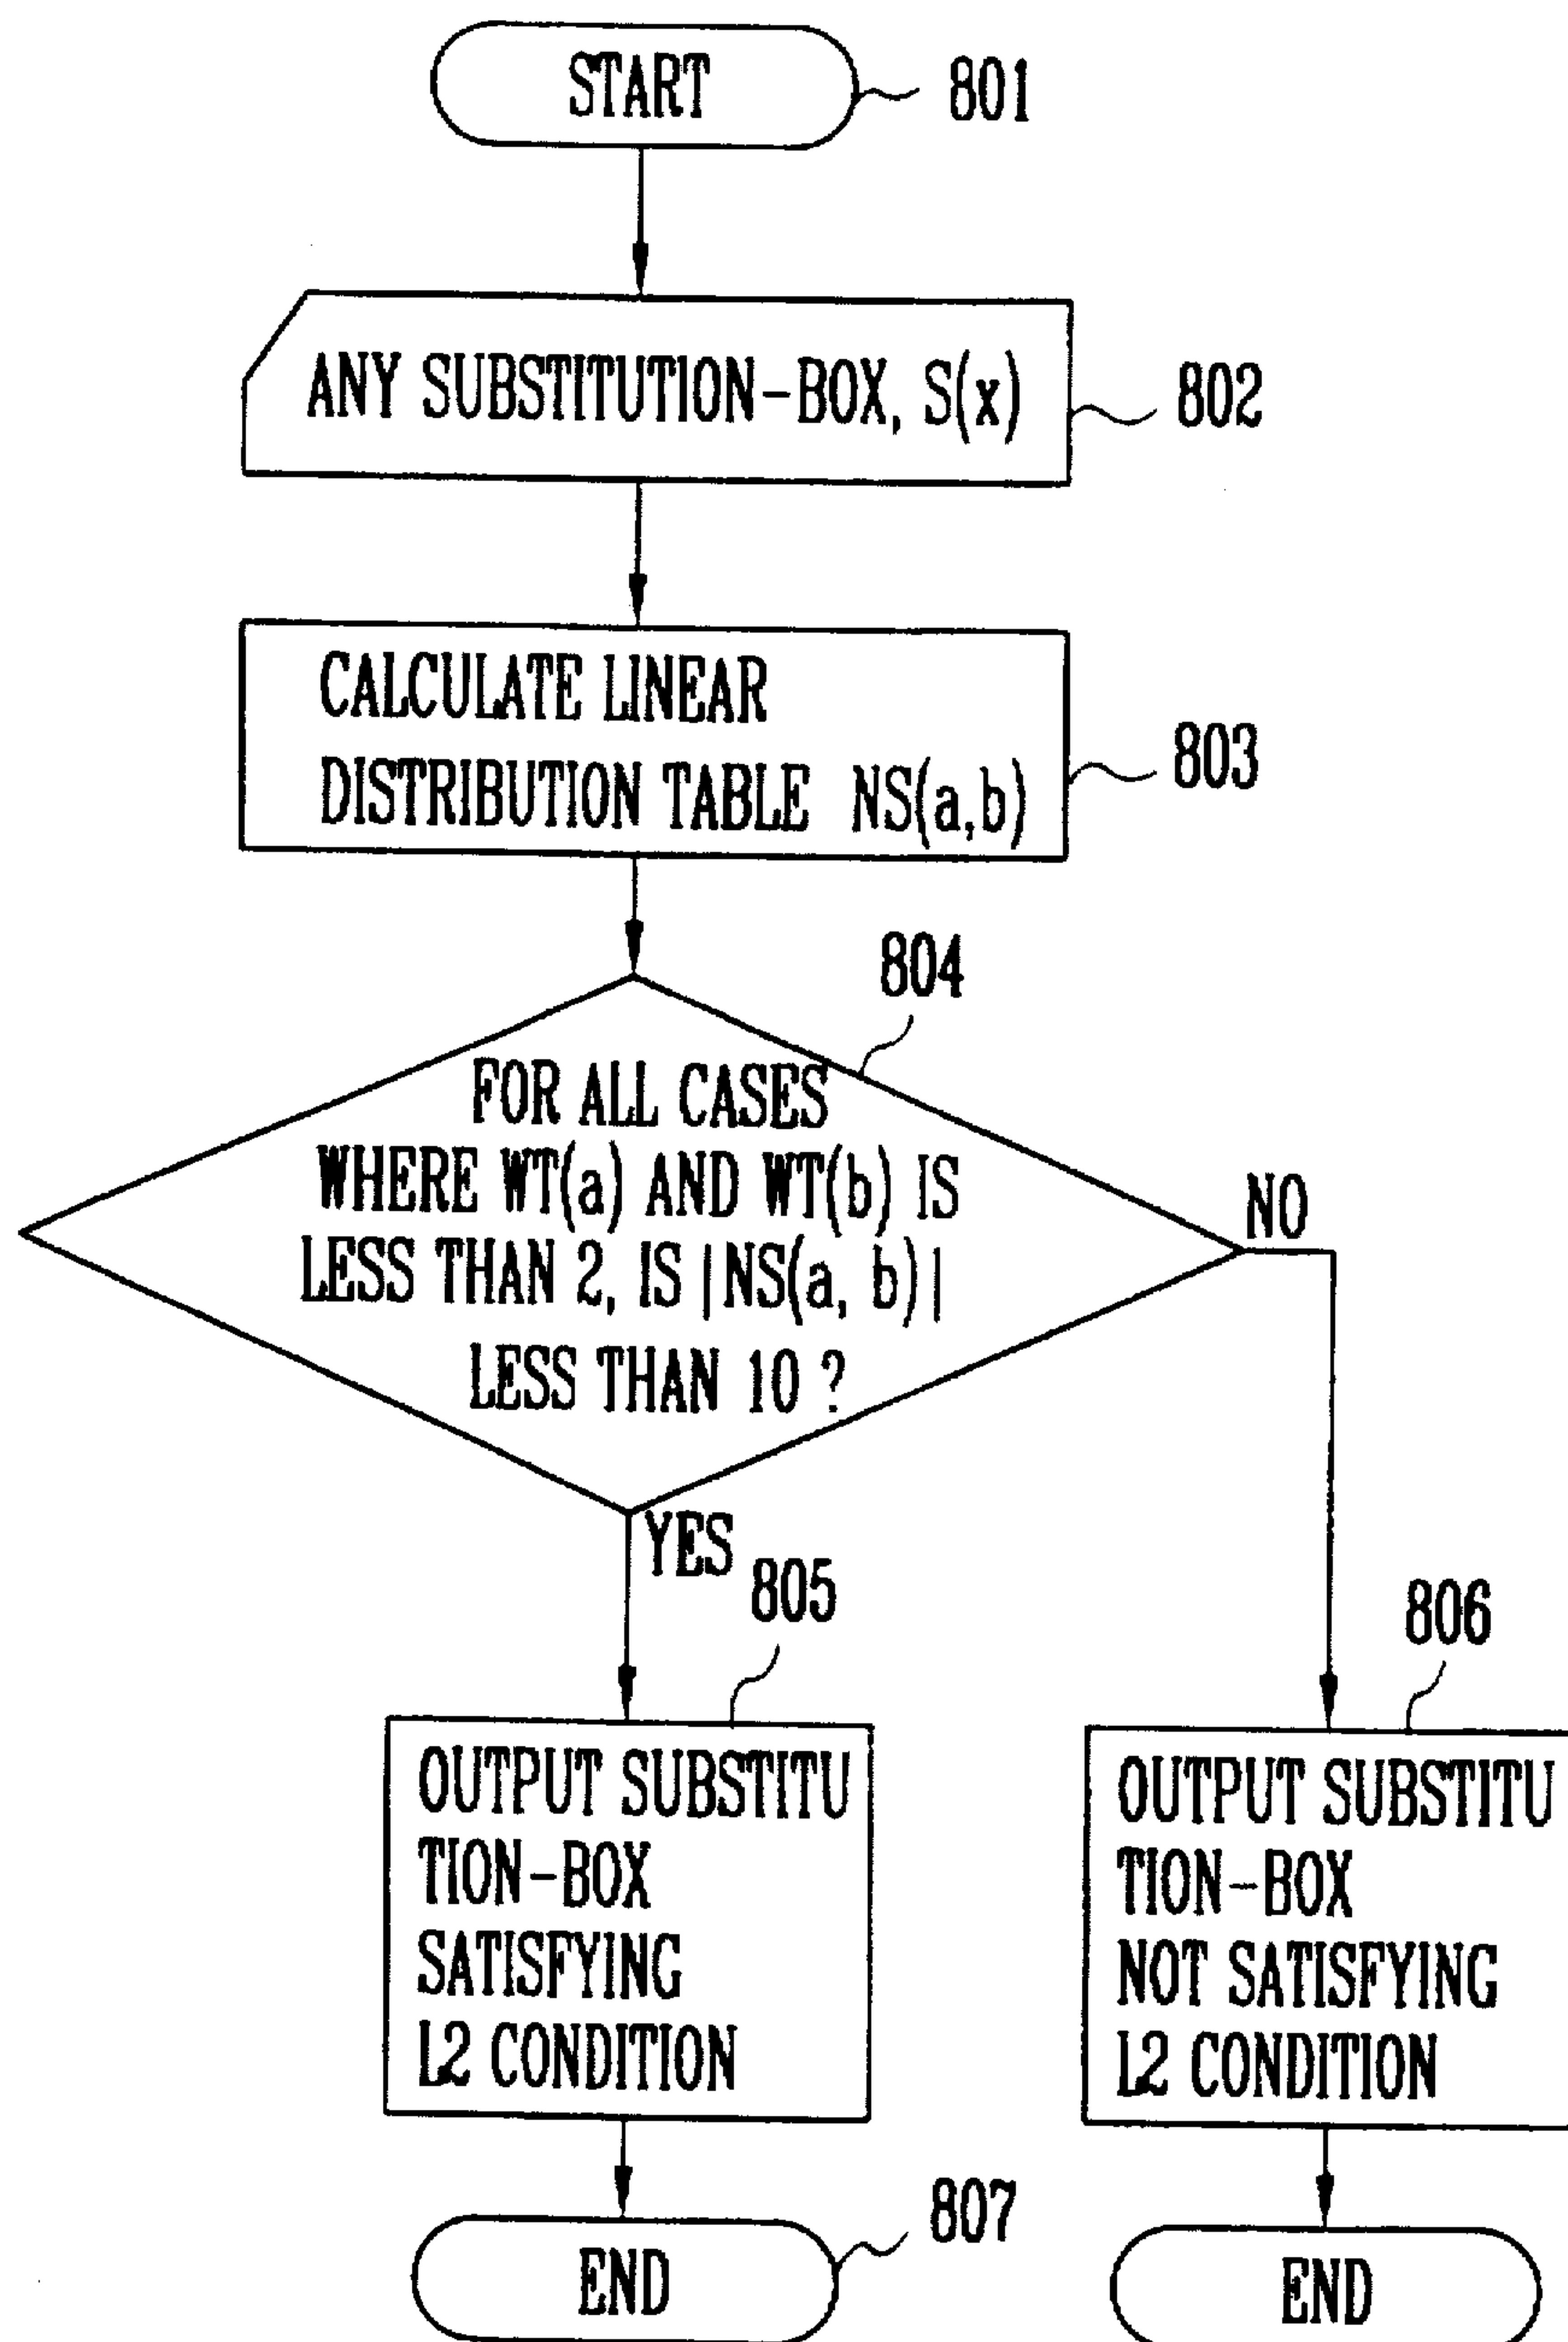 START
801
ANY SUBSTITUTION-BOX, S(x)
802
CALCULATE LINEAR
DISTRIBUTION TABLE NS(a,b)
803
804
FOR ALL CASES
WHERE WT(a) AND WT(b) IS
LESS THAN 2, IS |NS(a, b)|
LESS THAN 10 ?
NO
YES
805
OUTPUT SUBSTITU
TION-BOX
SATISFYING
L2 CONDITION
806
OUTPUT SUBSTITU
TION-BOX
NOT SATISFYING
L2 CONDITION
807
END
END